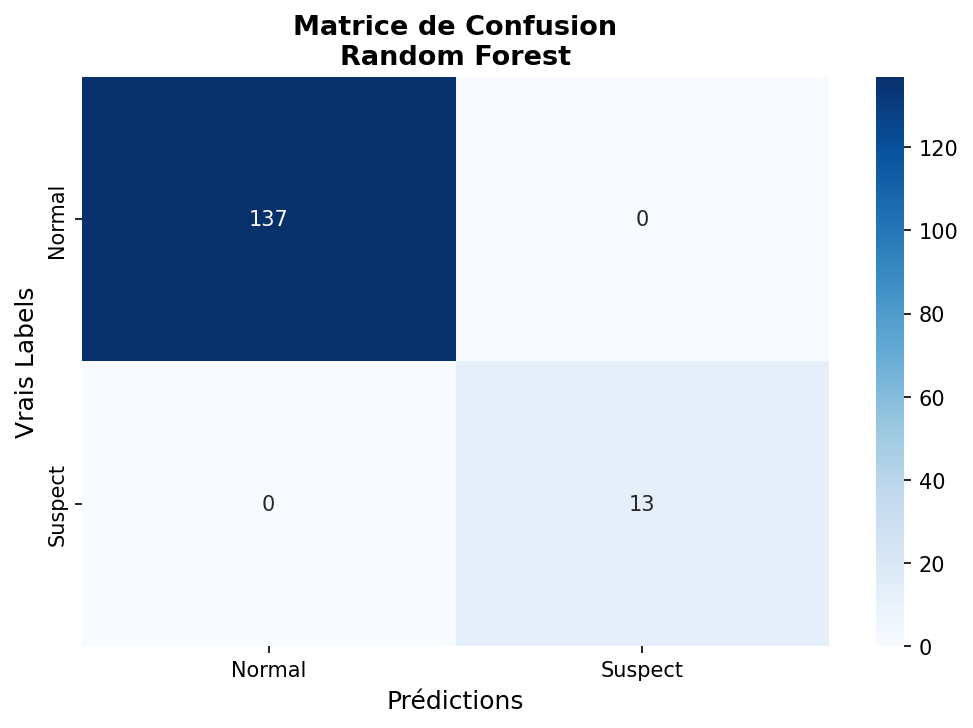 Matrice de Confusion
Random Forest
Vrais Labels
Normal
137
0
Suspect
0
13
Normal
Suspect
Prédictions
120
100
80
60
40
20
0